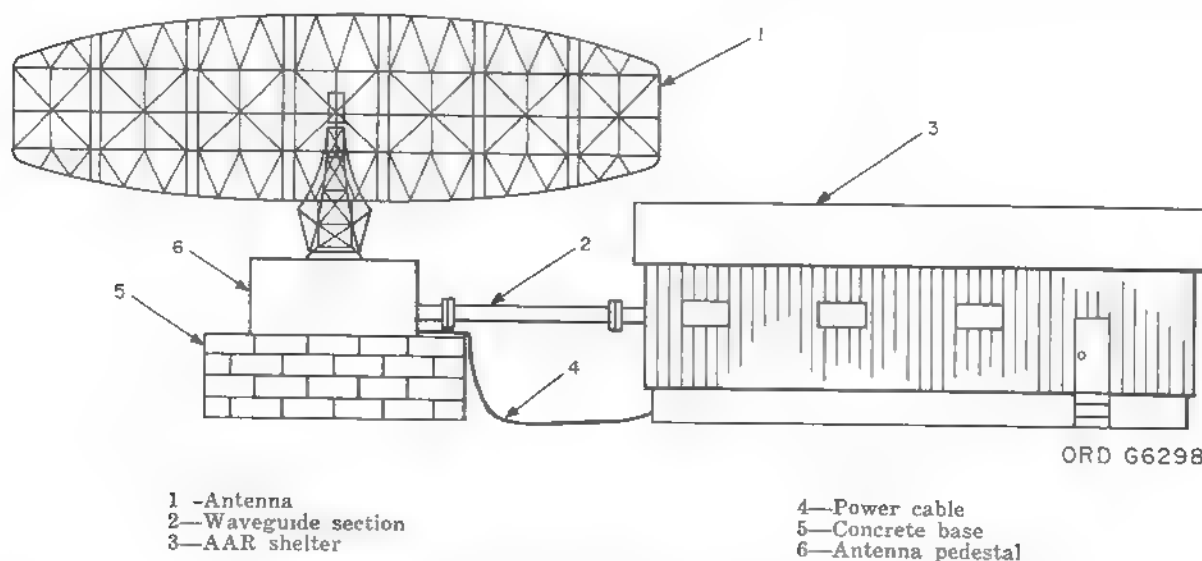 1
3
2
6
5
4
ORD G6298
1 -Antenna
2—Waveguide section
3—AAR shelter
4—Power cable
5—Concrete base
6—Antenna pedestal